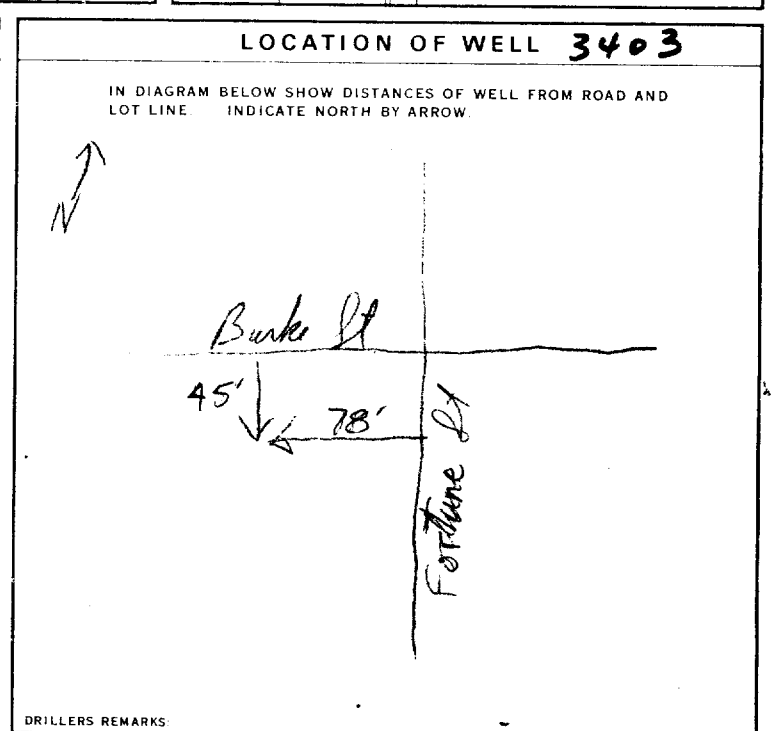 LOCATION OF WELL 3403
IN DIAGRAM BELOW SHOW DISTANCES OF WELL FROM ROAD AND
LOT LINE. INDICATE NORTH BY ARROW.
N
Burke St
45'
78'
Fortune St
DRILLERS REMARKS: